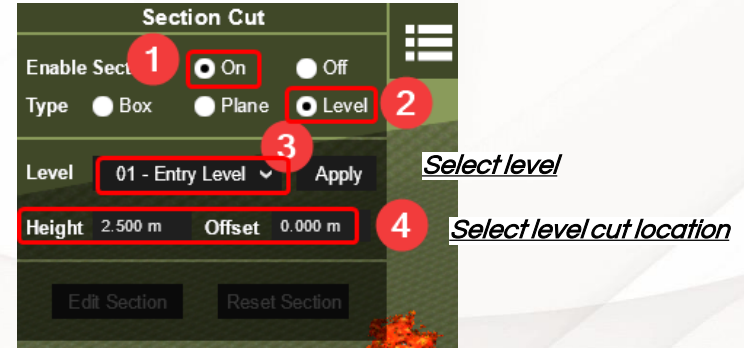 Section Cut
Enable Sect 1 On Off
Type Box Plane Level 2
3
Level 01 - Entry Level Apply Select level
Height 2.500 m Offset 0.000 m 4 Select level cut location
Edit Section Reset Section